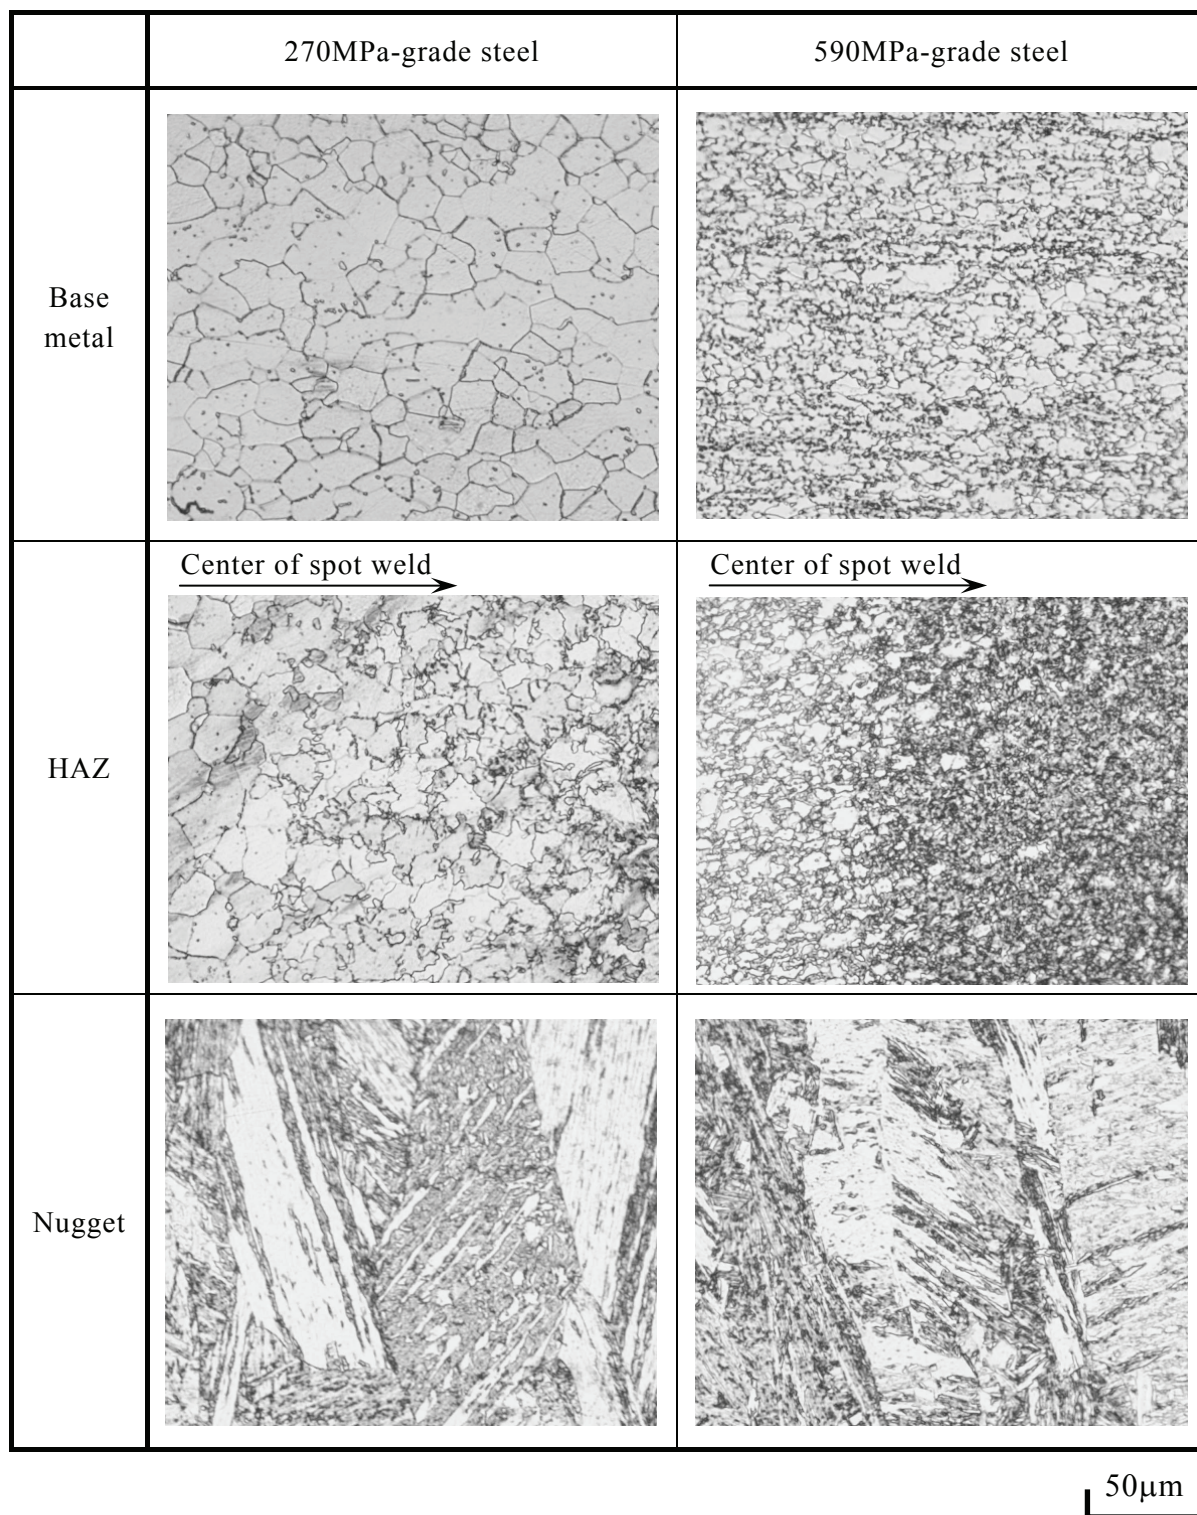 270MPa-grade steel
590MPa-grade steel
Base
metal
HAZ
Center of spot weld
Center of spot weld
Nugget
50μm